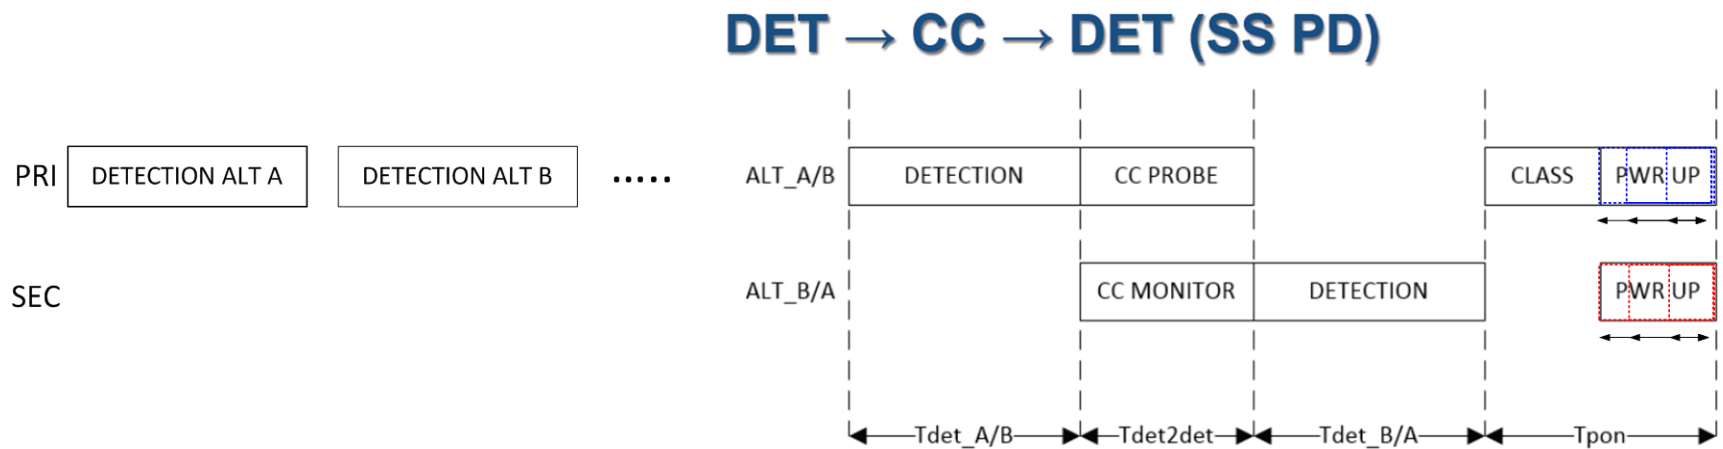 DET → CC → DET (SS PD)
PRI DETECTION ALT A DETECTION ALT B ..... ALT_A/B DETECTION CC PROBE CLASS PWR UP
SEC ALT_B/A CC MONITOR DETECTION PWR UP
Tdet_A/B Tdet2det Tdet_B/A Tpon